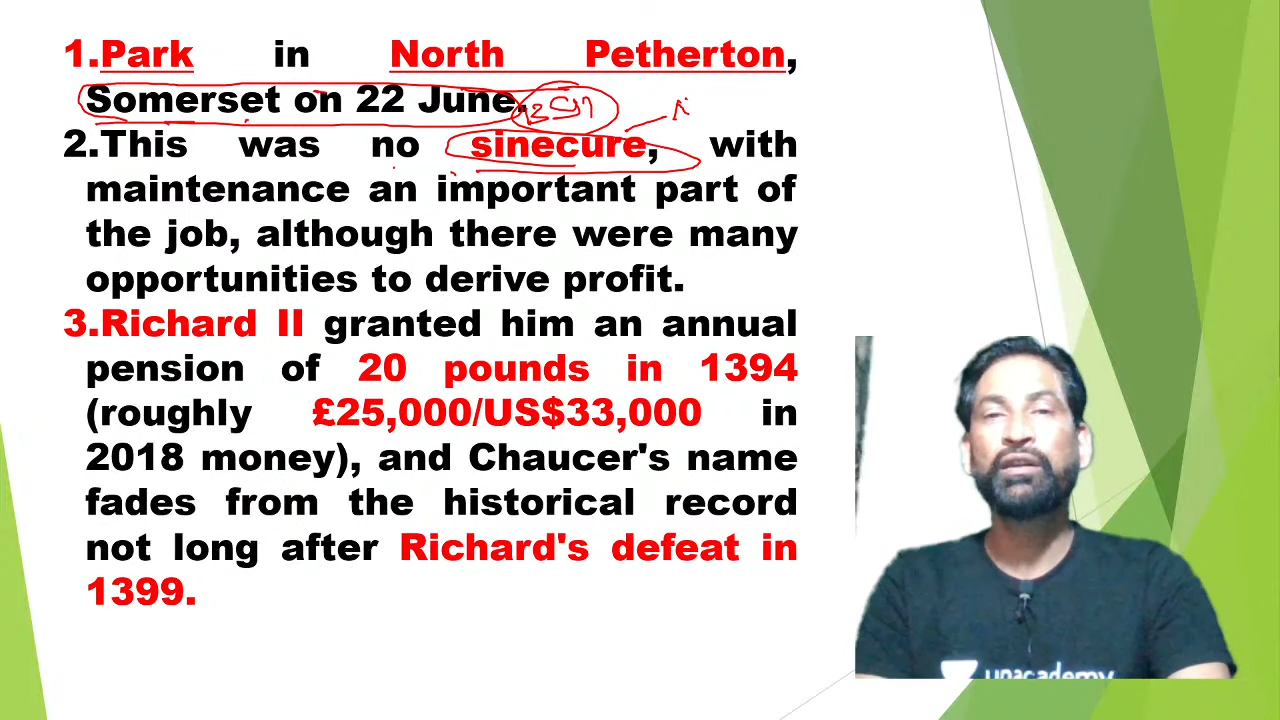 1.Park in North Petherton,
Somerset on 22 June.
2.This was no sinecure, with
maintenance an important part of
the job, although there were many
opportunities to derive profit.
3.Richard II granted him an annual
pension of 20 pounds in 1394
(roughly £25,000/US$33,000 in
2018 money), and Chaucer's name
fades from the historical record
not long after Richard's defeat in
1399.
unacademy